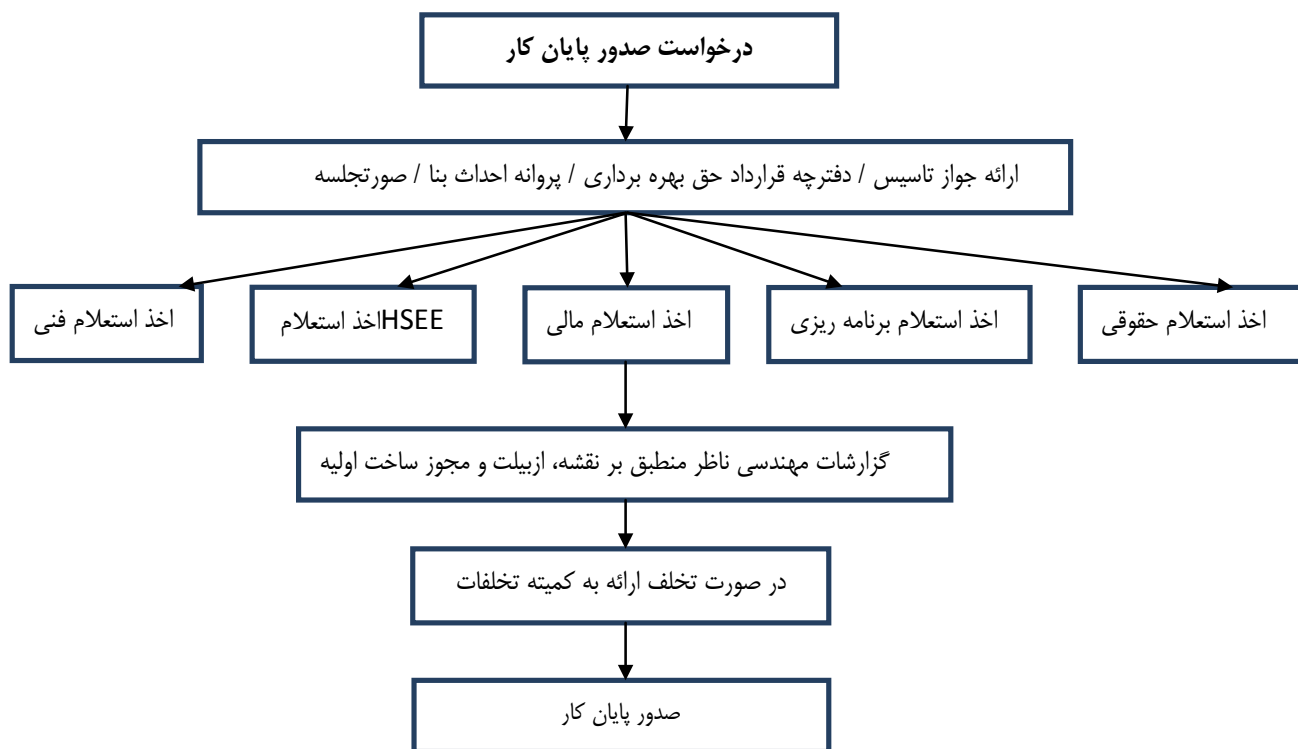 درخواست صدور پایان کار
ارائه جواز تاسیس / دفترچه قرارداد حق بهره برداری / پروانه احداث بنا / صورتجلسه
اخذ استعلام حقوقی
اخذ استعلام برنامه ریزی
اخذ استعلام مالی
اخذ استعلام HSEE
اخذ استعلام فنی
گزارشات مهندسی ناظر منطبق بر نقشه، ازبیلت و مجوز ساخت اولیه
در صورت تخلف ارائه به کمیته تخلفات
صدور پایان کار